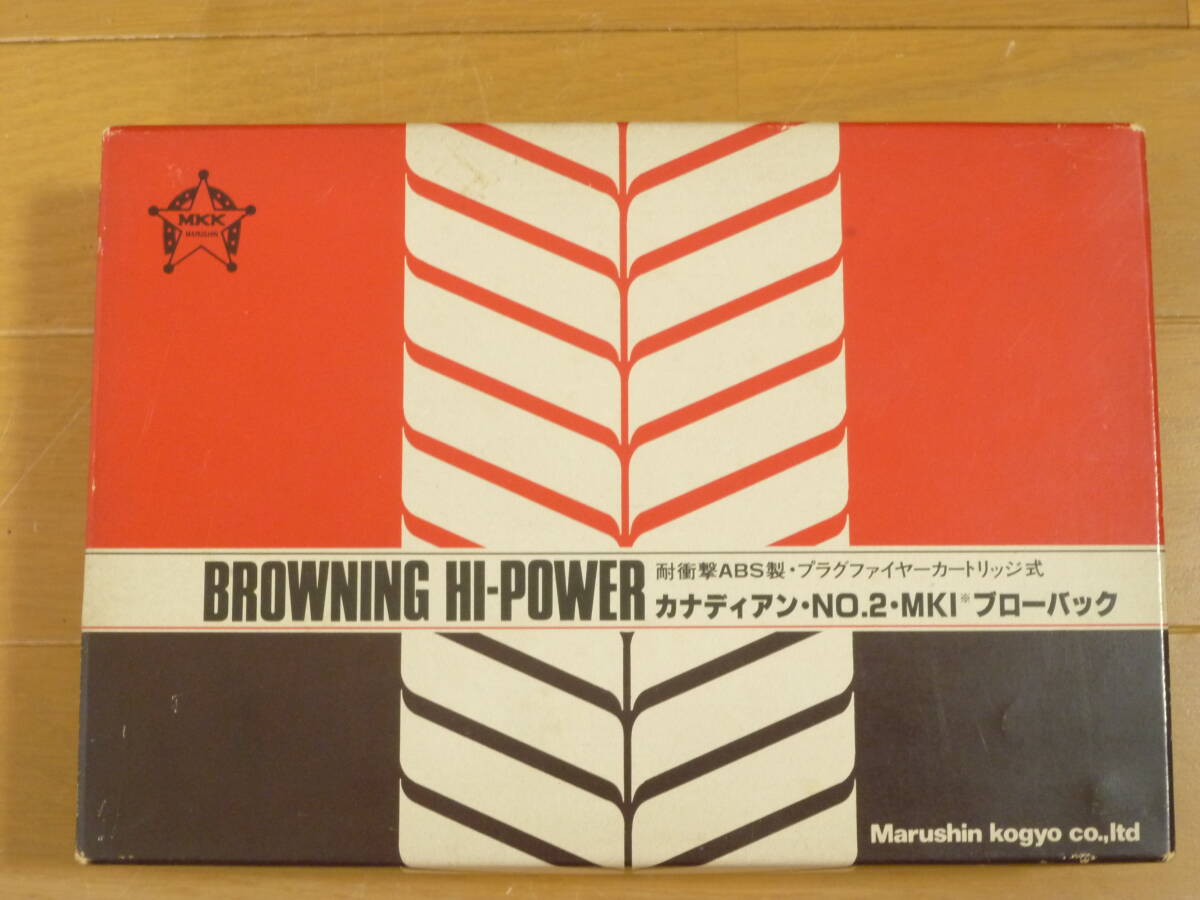 MKK
MARUSHIN
BROWNING HI-POWER
耐衝撃ABS製・プラグファイヤーカートリッジ式
カナディアン・NO.2・MKI※ブローバック
Marushin kogyo co.,ltd